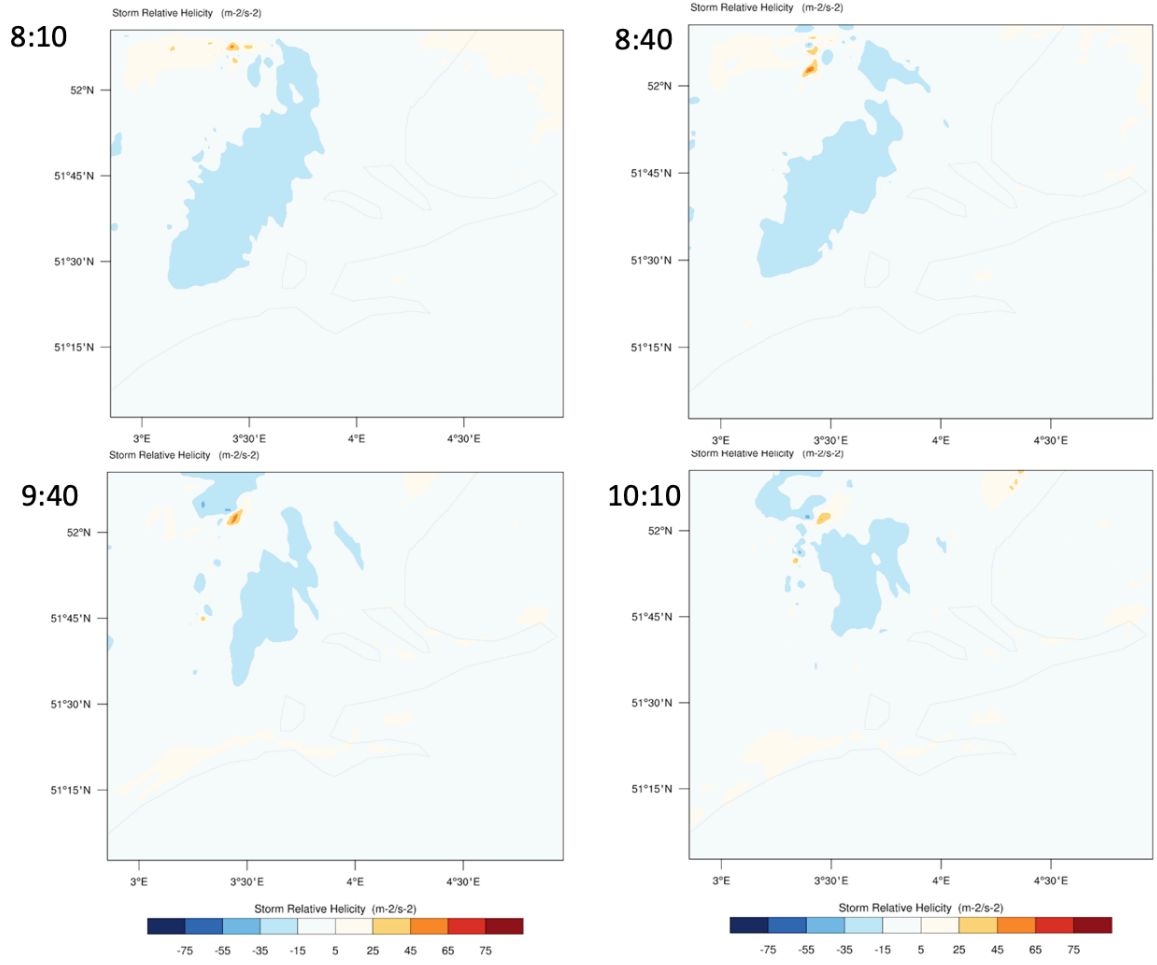 Storm Relative Helicity (m-2/s-2)
8:10
52°N
51°45'N
51°30'N
51°15'N
3°E
3°30'E
4°E
4°30'E
Storm Relative Helicity (m-2/s-2)
8:40
52°N
51°45'N
51°30'N
51°15'N
3°E
3°30'E
4°E
4°30'E
Storm Relative Helicity (m-2/s-2)
9:40
52°N
51°45'N
51°30'N
51°15'N
3°E
3°30'E
4°E
4°30'E
Storm Relative Helicity (m-2/s-2)
10:10
52°N
51°45'N
51°30'N
51°15'N
3°E
3°30'E
4°E
4°30'E
Storm Relative Helicity (m-2/s-2)
-75 -55 -35 -15 5 25 45 65 75
Storm Relative Helicity (m-2/s-2)
-75 -55 -35 -15 5 25 45 65 75